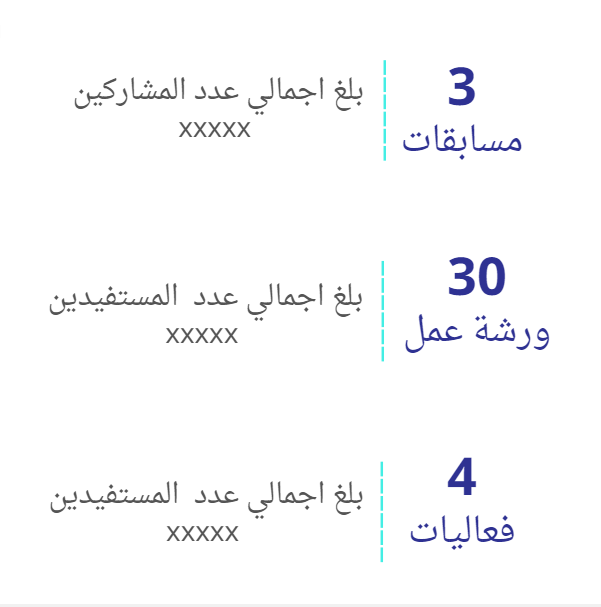 3
مسابقات
بلغ اجمالي عدد المشاركين
xxxxx
30
ورشة عمل
بلغ اجمالي عدد المستفيدين
xxxxx
4
فعاليات
بلغ اجمالي عدد المستفيدين
xxxxx